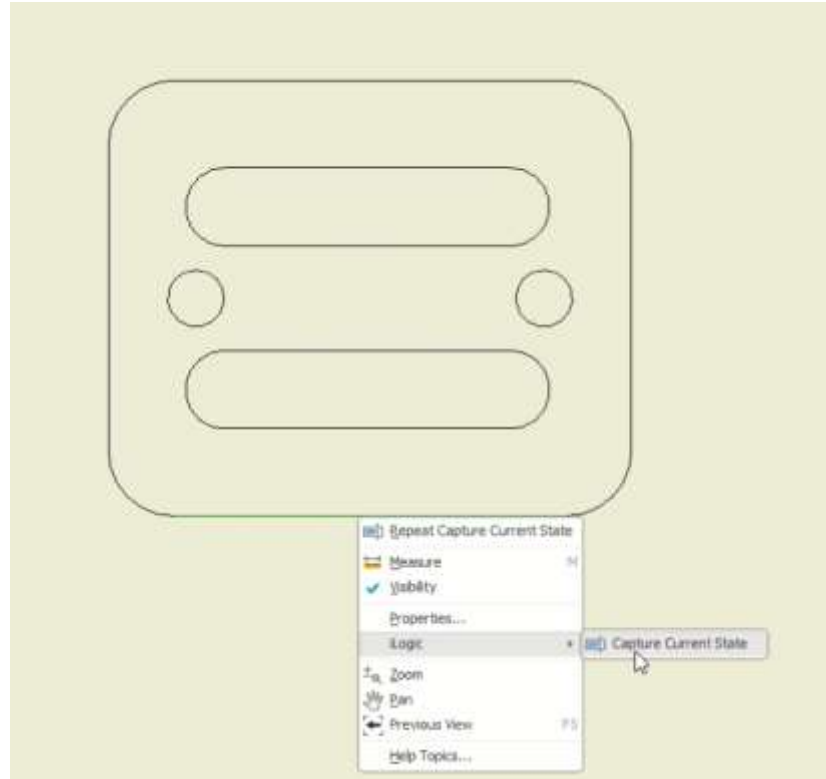 Repeat Capture Current State
Measure M
Visibility
Properties...
iLogic
Capture Current State
Zoom
Pan
Previous View F5
Help Topics...